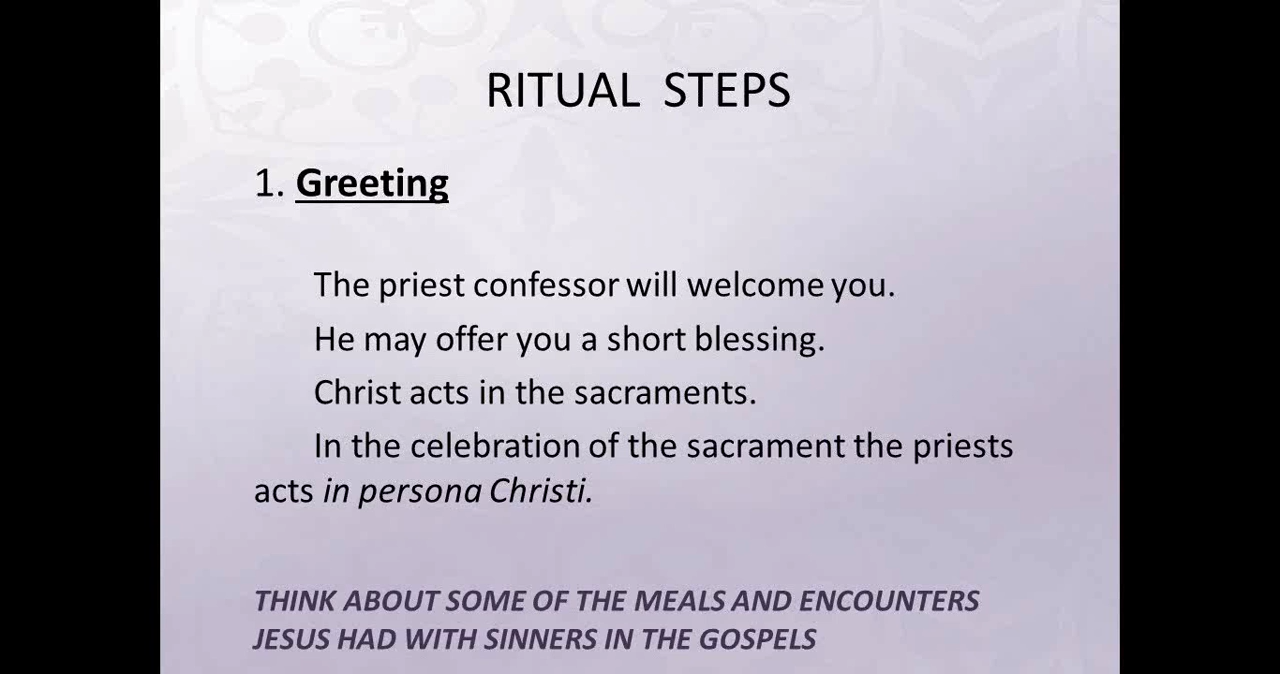 RITUAL STEPS
1. Greeting
The priest confessor will welcome you.
He may offer you a short blessing.
Christ acts in the sacraments.
In the celebration of the sacrament the priests
acts in persona Christi.
THINK ABOUT SOME OF THE MEALS AND ENCOUNTERS
JESUS HAD WITH SINNERS IN THE GOSPELS